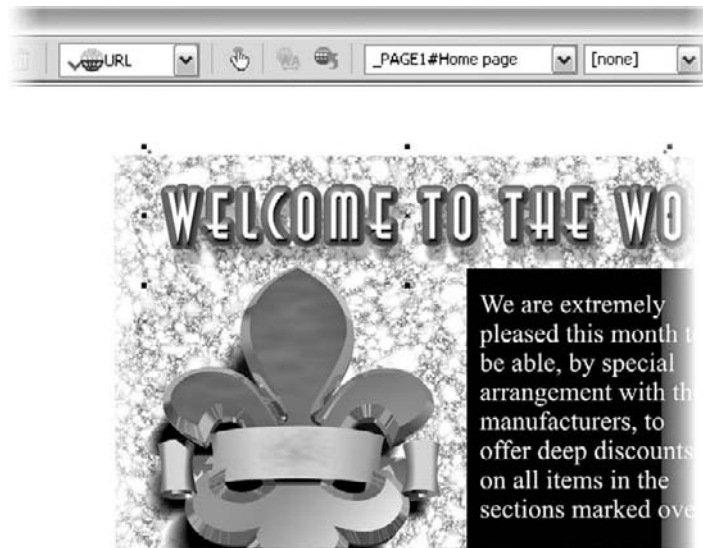 URL _PAGE1#Home page [none]
WELCOME TO THE WO
We are extremely
pleased this month t
be able, by special
arrangement with th
manufacturers, to
offer deep discounts
on all items in the
sections marked ove